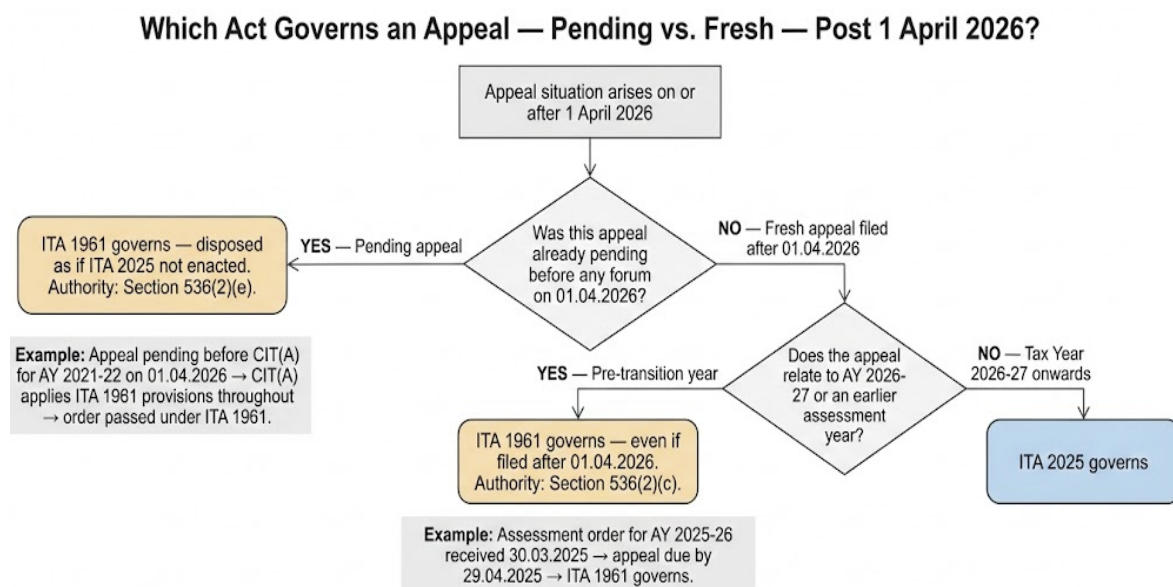 Which Act Governs an Appeal — Pending vs. Fresh — Post 1 April 2026?
Appeal situation arises on or
after 1 April 2026
Was this appeal
already pending
before any forum
on 01.04.2026?
YES — Pending appeal
ITA 1961 governs — disposed
as if ITA 2025 not enacted.
Authority: Section 536(2)(e).
Example: Appeal pending before CIT(A)
for AY 2021-22 on 01.04.2026 → CIT(A)
applies ITA 1961 provisions throughout
→ order passed under ITA 1961.
NO — Fresh appeal filed
after 01.04.2026
Does the appeal
relate to AY 2026-
27 or an earlier
assessment
year?
YES — Pre-transition year
ITA 1961 governs — even if
filed after 01.04.2026.
Authority: Section 536(2)(c).
Example: Assessment order for AY 2025-26
received 30.03.2025 → appeal due by
29.04.2025 → ITA 1961 governs.
NO — Tax Year
2026-27 onwards
ITA 2025 governs